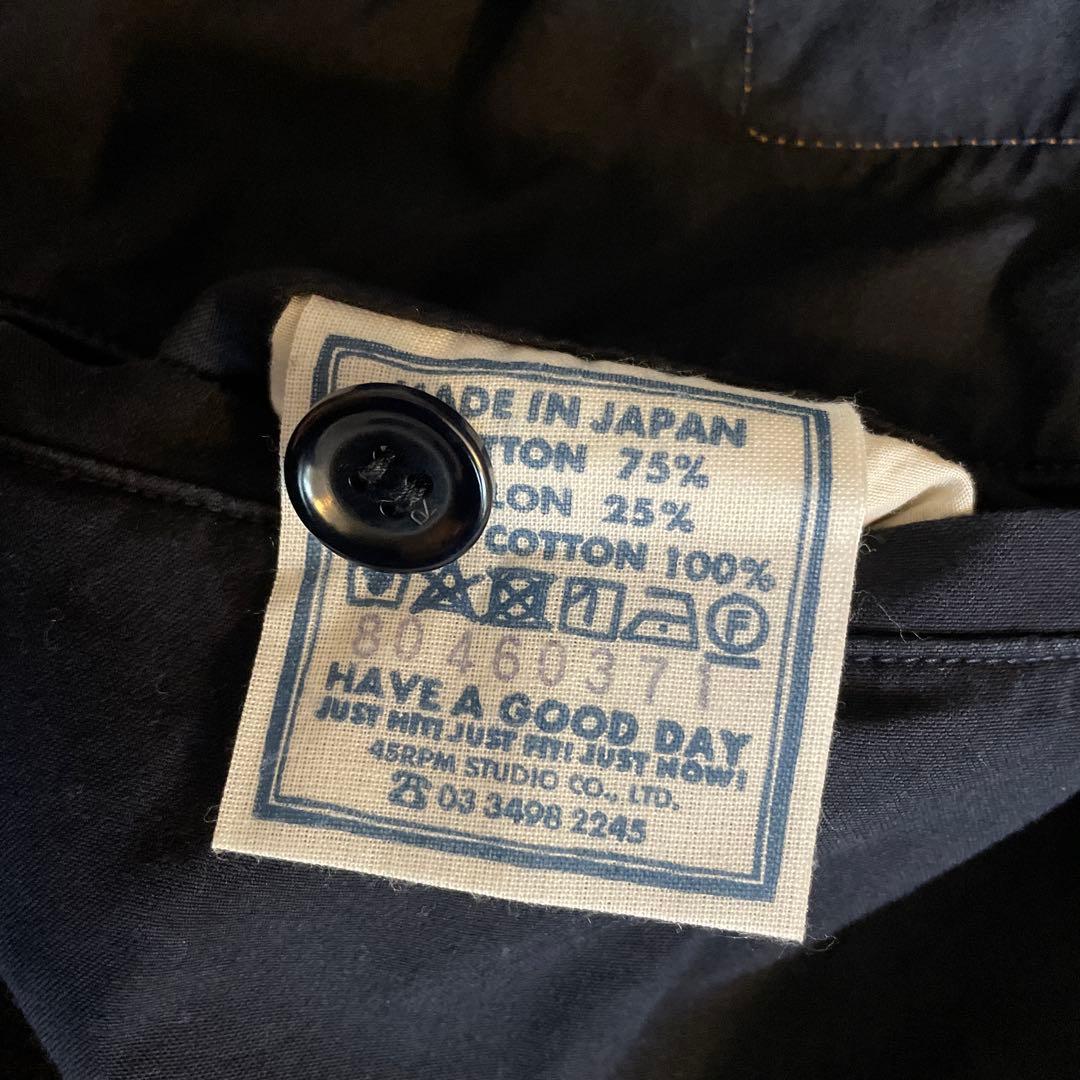 MADE IN JAPAN
TTON 75%
LON 25%
COTTON 100%
80460371
HAVE A GOOD DAY
JUST HIT! JUST FIT! JUST NOW!
45RPM STUDIO CO., LTD.
☎ 03 3498 2245